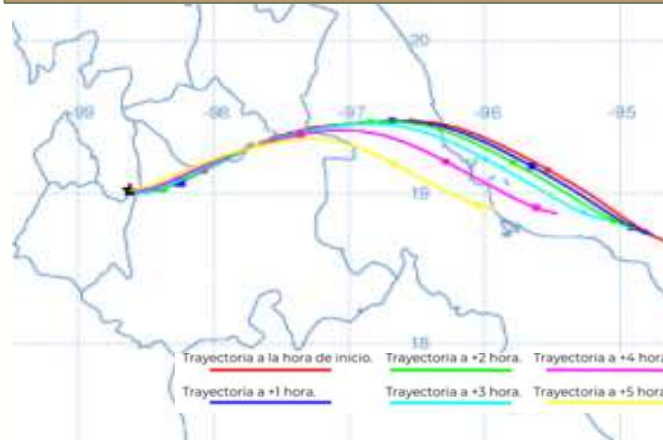 20
-99 -98 -97 -96 -95
19
18
Trayectoria a la hora de inicio. Trayectoria a +2 hora. Trayectoria a +4 hora
Trayectoria a +1 hora. Trayectoria a +3 hora. Trayectoria a +5 hora